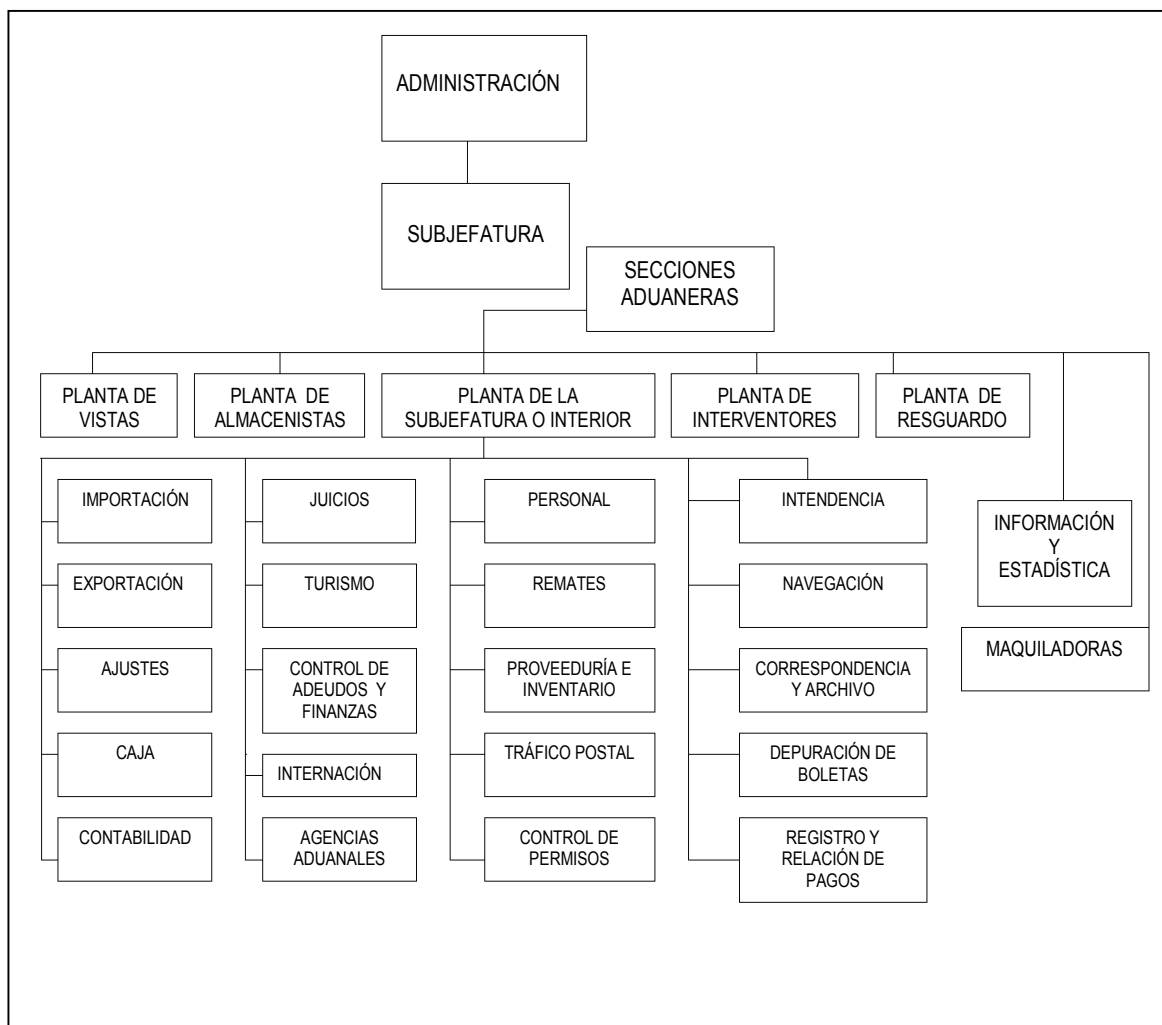 ADMINISTRACIÓN
SUBJEFATURA
SECCIONES
ADUANERAS
PLANTA DE
VISTAS
PLANTA DE
ALMACENISTAS
PLANTA DE LA
SUBJEFATURA O INTERIOR
PLANTA DE
INTERVENTORES
PLANTA DE
RESGUARDO
IMPORTACIÓN
JUICIOS
PERSONAL
INTENDENCIA
INFORMACIÓN
Y
ESTADÍSTICA
EXPORTACIÓN
TURISMO
REMATES
NAVEGACIÓN
MAQUILADORAS
AJUSTES
CONTROL DE
ADEUDOS Y
FINANZAS
PROVEEDURÍA E
INVENTARIO
CORRESPONDENCIA
Y ARCHIVO
CAJA
INTERNACIÓN
TRÁFICO POSTAL
DEPURACIÓN DE
BOLETAS
CONTABILIDAD
AGENCIAS
ADUANALES
CONTROL DE
PERMISOS
REGISTRO Y
RELACIÓN DE
PAGOS